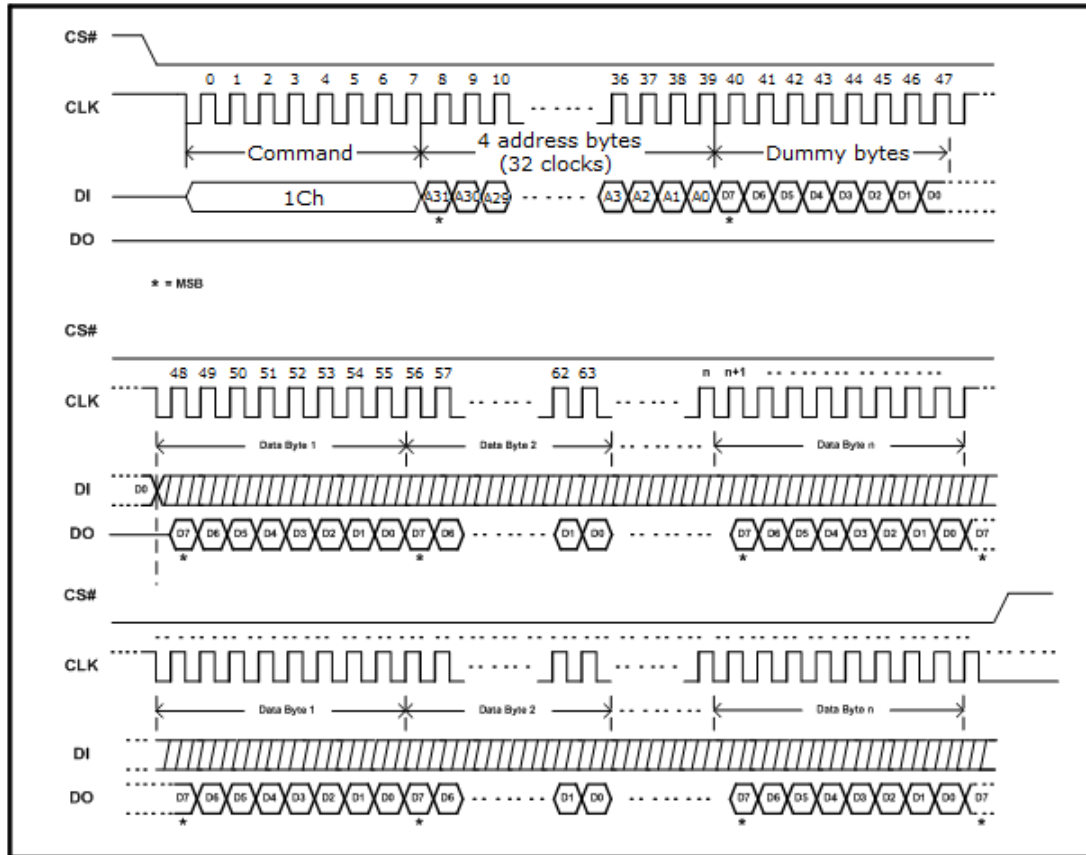 CS#
0 1 2 3 4 5 6 7 8 9 10 36 37 38 39 40 41 42 43 44 45 46 47
CLK
Command
4 address bytes
(32 clocks)
Dummy bytes
DI 1Ch A31 A30 A29 A3 A2 A1 A0 D7 D6 D5 D4 D3 D2 D1 D0
* *
DO
* = MSB
CS#
48 49 50 51 52 53 54 55 56 57 62 63 n n+1
CLK
Data Byte 1 Data Byte 2 Data Byte n
DI D0
DO D7 D6 D5 D4 D3 D2 D1 D0 D7 D6 D1 D0 D7 D6 D5 D4 D3 D2 D1 D0 D7
* * * *
CS#
CLK
Data Byte 1 Data Byte 2 Data Byte n
DI
DO D7 D6 D5 D4 D3 D2 D1 D0 D7 D6 D1 D0 D7 D6 D5 D4 D3 D2 D1 D0 D7
* * * *